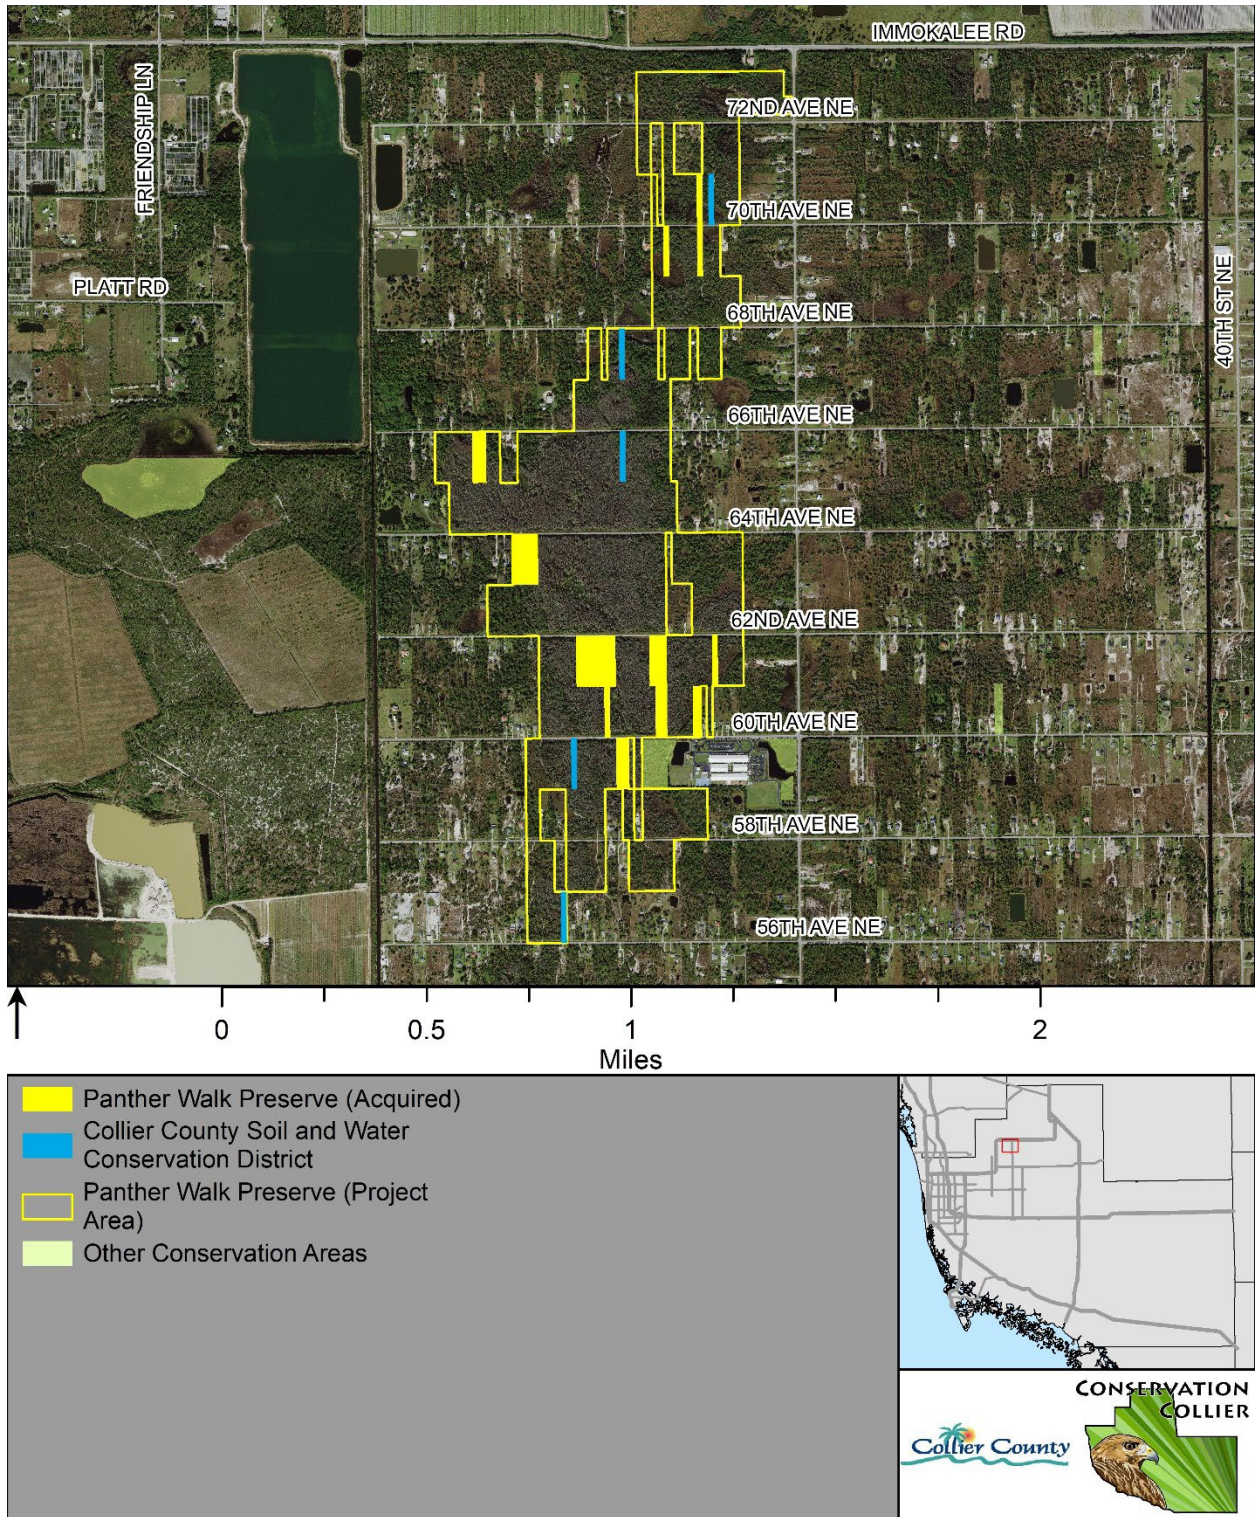 IMMOKALEE RD
FRIENDSHIP LN
72ND AVE NE
70TH AVE NE
PLATT RD
68TH AVE NE
40TH ST NE
66TH AVE NE
64TH AVE NE
62ND AVE NE
60TH AVE NE
58TH AVE NE
56TH AVE NE
0 0.5 1 2
Miles
Panther Walk Preserve (Acquired)
Collier County Soil and Water
Conservation District
Panther Walk Preserve (Project
Area)
Other Conservation Areas
CONSERVATION
COLLIER
Collier County